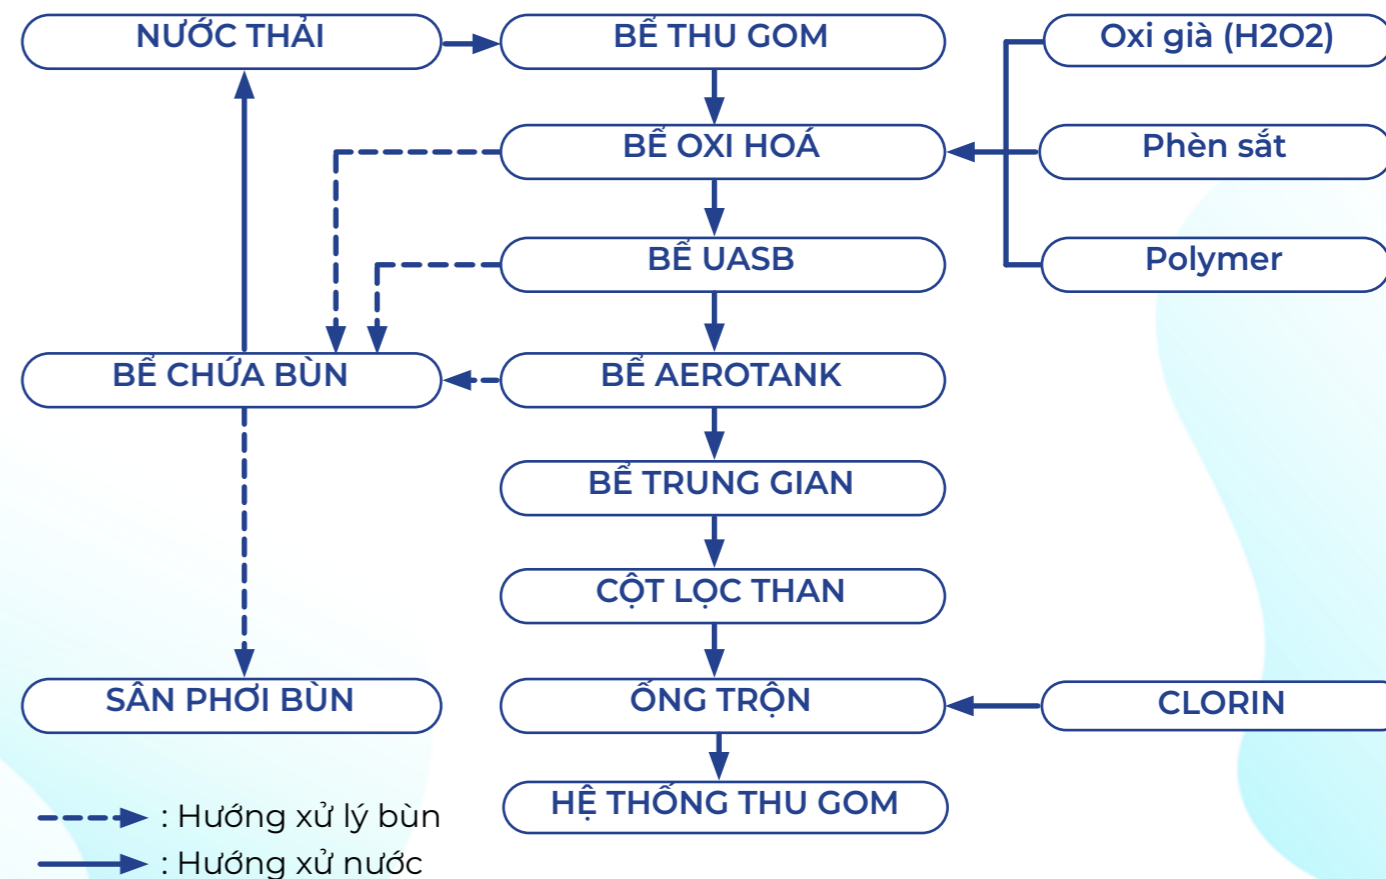 NƯỚC THẢI
BỂ THU GOM
Oxi già (H2O2)
BỂ OXI HOÁ
Phèn sắt
BỂ UASB
Polymer
BỂ CHỨA BÙN
BỂ AEROTANK
BỂ TRUNG GIAN
CỘT LỌC THAN
SÂN PHƠI BÙN
ỐNG TRỘN
CLORIN
HỆ THỐNG THU GOM
: Hướng xử lý bùn
: Hướng xử nước